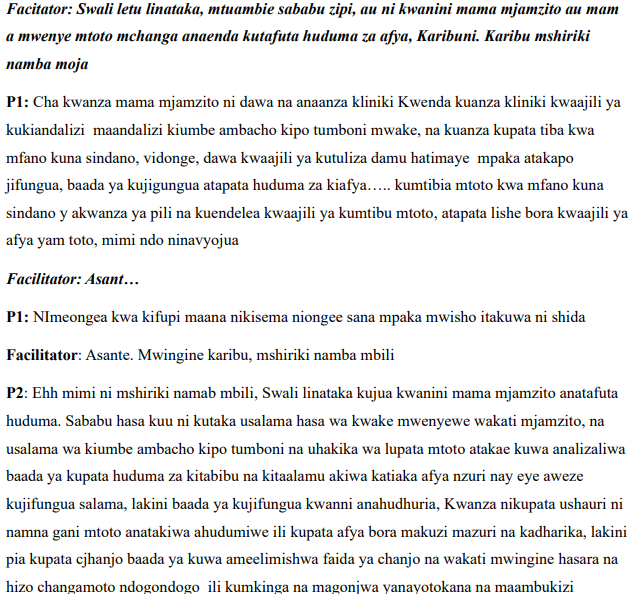 Facitator: Swali letu linataka, mtuambie sababu zipi, au ni kwanini mama mjamzito au mam
a mwenye mtoto mchanga anaenda kutafuta huduma za afya, Karibuni. Karibu mshiriki
namba moja
P1: Cha kwanza mama mjamzito ni dawa na anaanza kliniki Kwenda kuanza kliniki kwaajili ya
kukiandalizi maandalizi kiumbe ambacho kipo tumboni mwake, na kuanza kupata tiba kwa
mfano kuna sindano, vidonge, dawa kwaajili ya kutuliza damu hatimaye mpaka atakapo
jifungua, baada ya kujigungua atapata huduma za kiafya….. kumtibia mtoto kwa mfano kuna
sindano y akwanza ya pili na kuendelea kwaajili ya kumtibu mtoto, atapata lishe bora kwaajili ya
afya yam toto, mimi ndo ninavyojua
Facilitator: Asant…
P1: NImeongea kwa kifupi maana nikisema niongee sana mpaka mwisho itakuwa ni shida
Facilitator: Asante. Mwingine karibu, mshiriki namba mbili
P2: Ehh mimi ni mshiriki namab mbili, Swali linataka kujua kwanini mama mjamzito anatafuta
huduma. Sababu hasa kuu ni kutaka usalama hasa wa kwake mwenyewe wakati mjamzito, na
usalama wa kiumbe ambacho kipo tumboni na uhakika wa lupata mtoto atakae kuwa analizaliwa
baada ya kupata huduma za kitabibu na kitaalamu akiwa katiaka afya nzuri nay eye aweze
kujifungua salama, lakini baada ya kujifungua kwanni anahudhuria, Kwanza nikupata ushauri ni
namna gani mtoto anatakiwa ahudumiwe ili kupata afya bora makuzi mazuri na kadharika, lakini
pia kupata cjhanjo baada ya kuwa ameelimishwa faida ya chanjo na wakati mwingine hasara na
hizo changamoto ndogondogo ili kumkinga na magonjwa yanayotokana na maambukizi